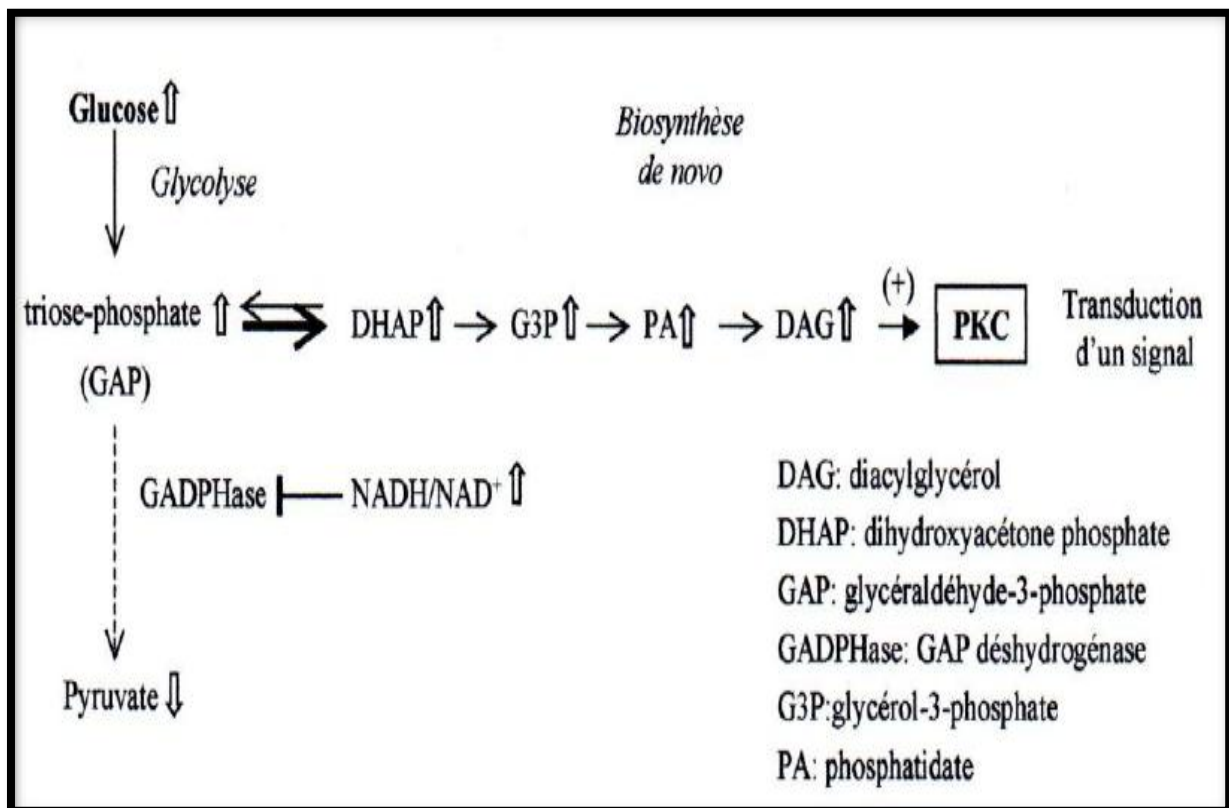 Glucose⇧
Glycolyse
Biosynthèse
de novo
triose-phosphate ⇧ DHAP⇧ → G3P⇧ → PA⇧ → DAG⇧ (+) PKC
(GAP)
Transduction
d'un signal
GADPHase NADH/NAD⁺ ⇧
Pyruvate ⇩
DAG: diacylglycérol
DHAP: dihydroxyacétone phosphate
GAP: glycéraldéhyde-3-phosphate
GADPHase: GAP déshydrogénase
G3P:glycérol-3-phosphate
PA: phosphatidate